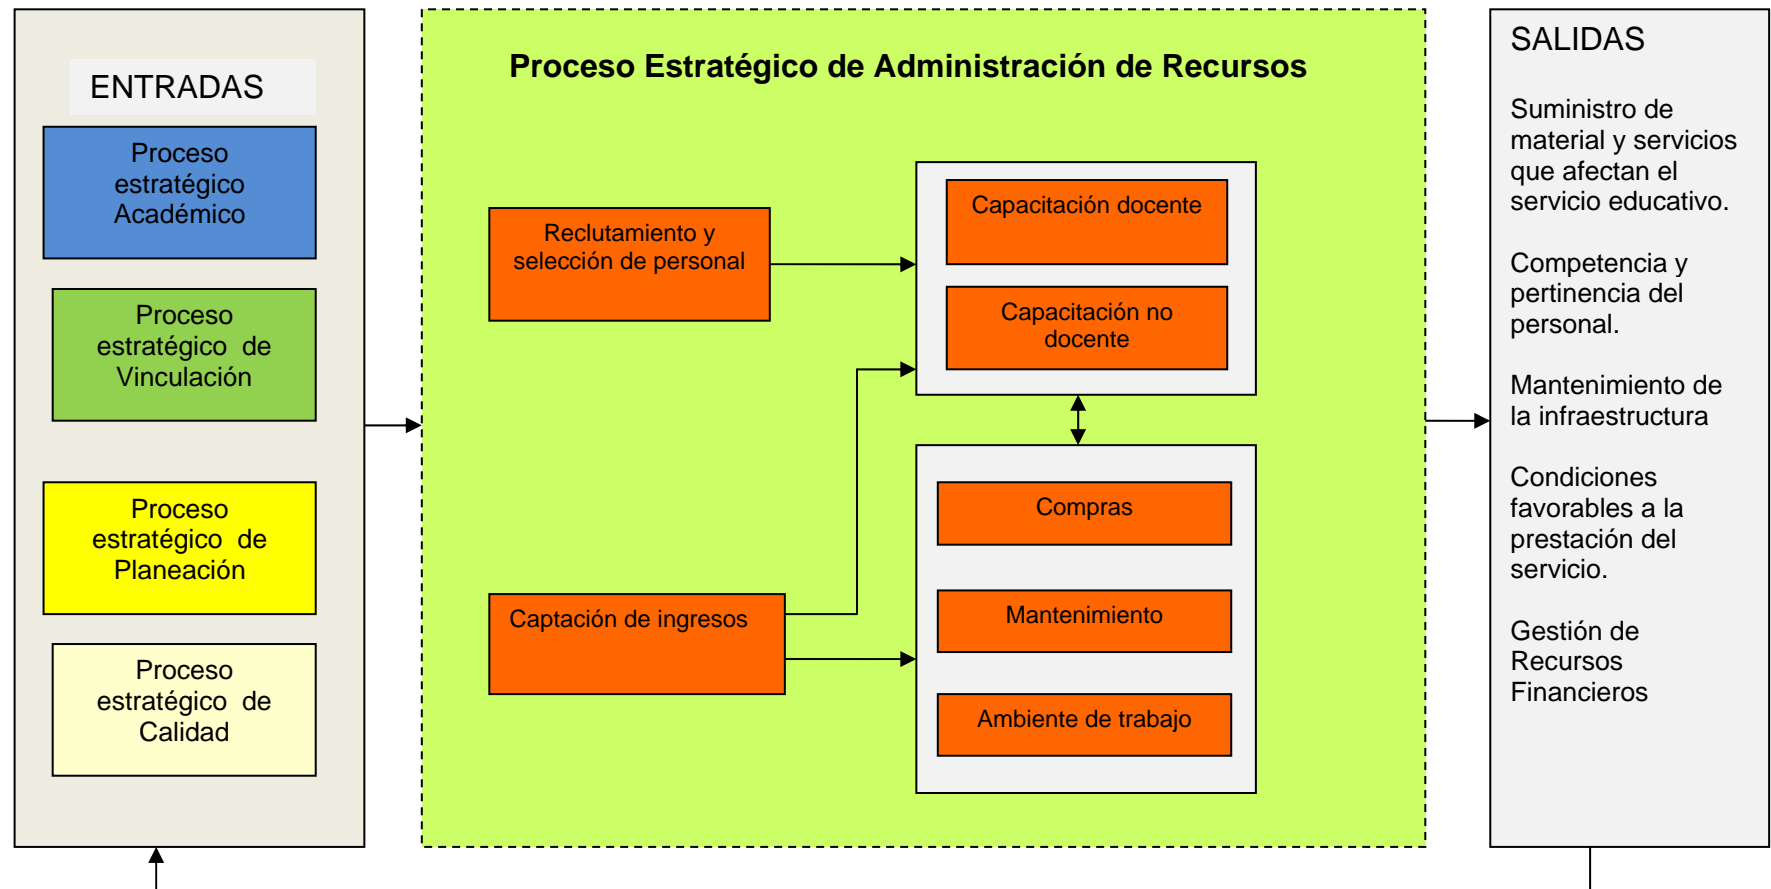 ENTRADAS
Proceso
estratégico
Académico
Proceso
estratégico de
Vinculación
Proceso
estratégico de
Planeación
Proceso
estratégico de
Calidad
Proceso Estratégico de Administración de Recursos
Reclutamiento y
selección de personal
Captación de ingresos
Capacitación docente
Capacitación no
docente
Compras
Mantenimiento
Ambiente de trabajo
SALIDAS
Suministro de
material y servicios
que afectan el
servicio educativo.
Competencia y
pertinencia del
personal.
Mantenimiento de
la infraestructura
Condiciones
favorables a la
prestación del
servicio.
Gestión de
Recursos
Financieros